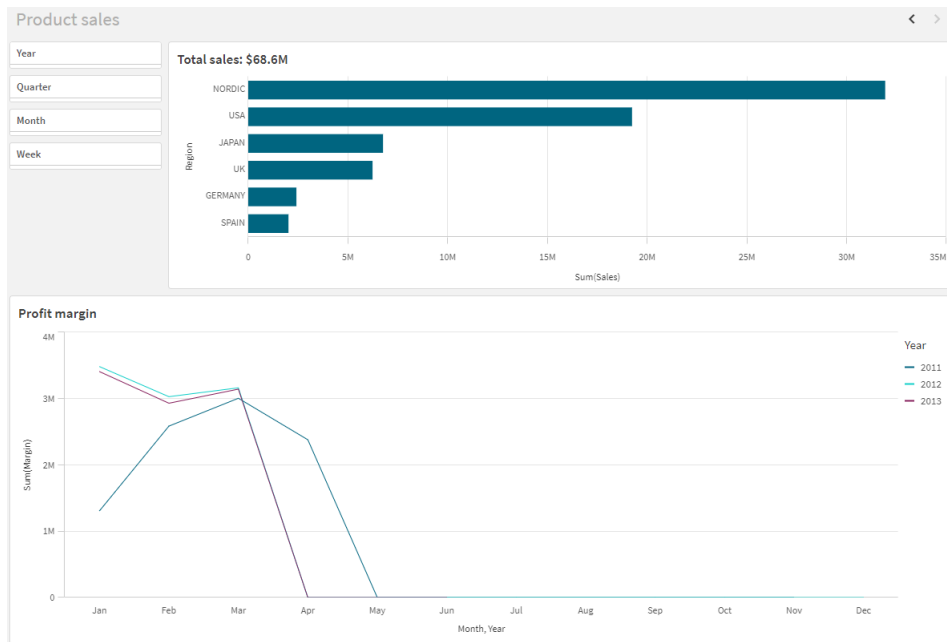 Product sales
Year
Quarter
Month
Week
Total sales: $68.6M
Region
NORDIC
USA
JAPAN
UK
GERMANY
SPAIN
0 5M 10M 15M 20M 25M 30M 35M
Sum(Sales)
Profit margin
Sum(Margin)
4M
3M
2M
1M
0
Jan Feb Mar Apr May Jun Jul Aug Sep Oct Nov Dec
Month, Year
Year
2011
2012
2013